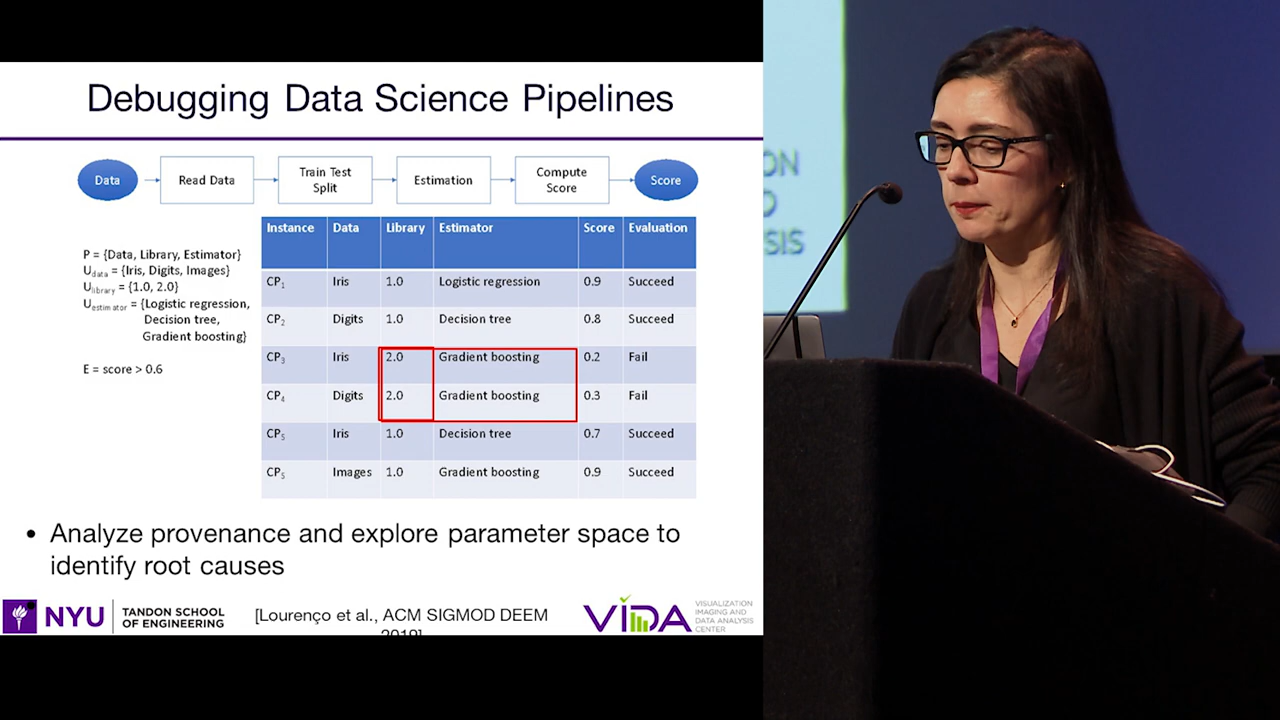 Debugging Data Science Pipelines
Data
Read Data
Train Test
Split
Estimation
Compute
Score
Score
P = {Data, Library, Estimator}
Udata = {Iris, Digits, Images}
Ulibrary = {1.0, 2.0}
Uestimator = {Logistic regression,
Decision tree,
Gradient boosting}
E = score > 0.6
Instance Data Library Estimator Score Evaluation
CP1 Iris 1.0 Logistic regression 0.9 Succeed
CP2 Digits 1.0 Decision tree 0.8 Succeed
CP3 Iris 2.0 Gradient boosting 0.2 Fail
CP4 Digits 2.0 Gradient boosting 0.3 Fail
CP5 Iris 1.0 Decision tree 0.7 Succeed
CP5 Images 1.0 Gradient boosting 0.9 Succeed
• Analyze provenance and explore parameter space to
identify root causes
NYU
TANDON SCHOOL
OF ENGINEERING
[Lourenço et al., ACM SIGMOD DEEM
2019]
VIDA
VISUALIZATION
IMAGING AND
DATA ANALYSIS
CENTER
ON
SIS